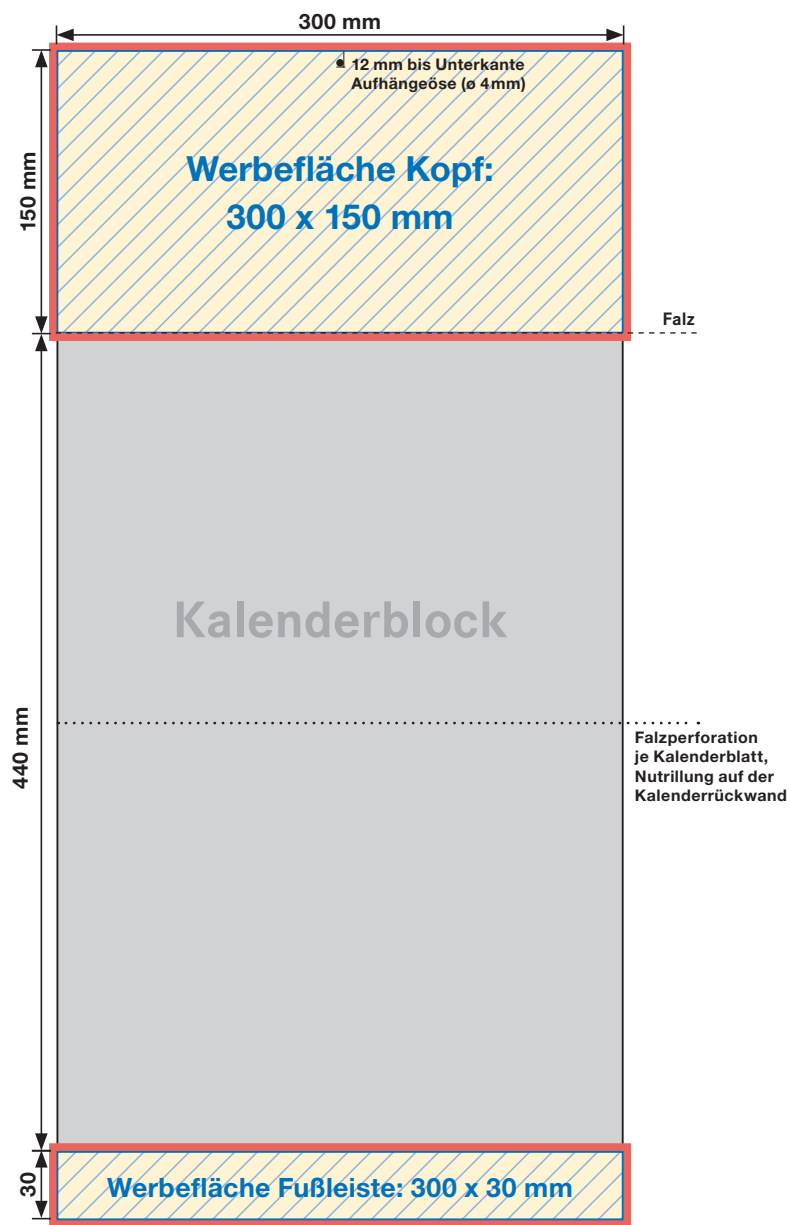 300 mm
12 mm bis Unterkante
Aufhängeöse (ø 4mm)
150 mm
Werbefläche Kopf:
300 x 150 mm
Falz
Kalenderblock
440 mm
Falzperforation
je Kalenderblatt,
Nutrillung auf der
Kalenderrückwand
30
Werbefläche Fußleiste: 300 x 30 mm